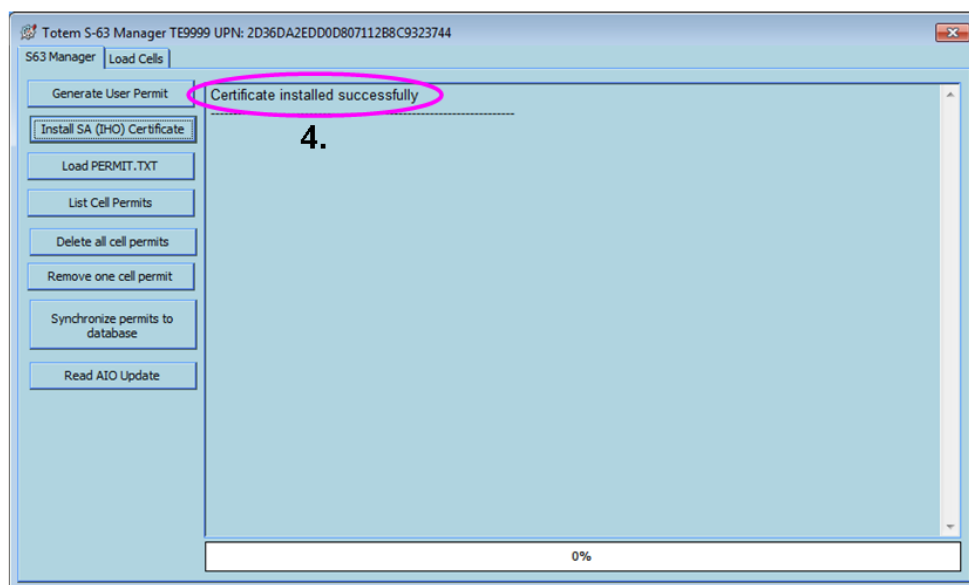 Totem S-63 Manager TE9999 UPN: 2D36DA2EDD0D807112B8C9323744
S63 Manager Load Cells
Generate User Permit
Certificate installed successfully
----------------------------------------------------------------------
Install SA (IHO) Certificate
4.
Load PERMIT.TXT
List Cell Permits
Delete all cell permits
Remove one cell permit
Synchronize permits to
database
Read AIO Update
0%